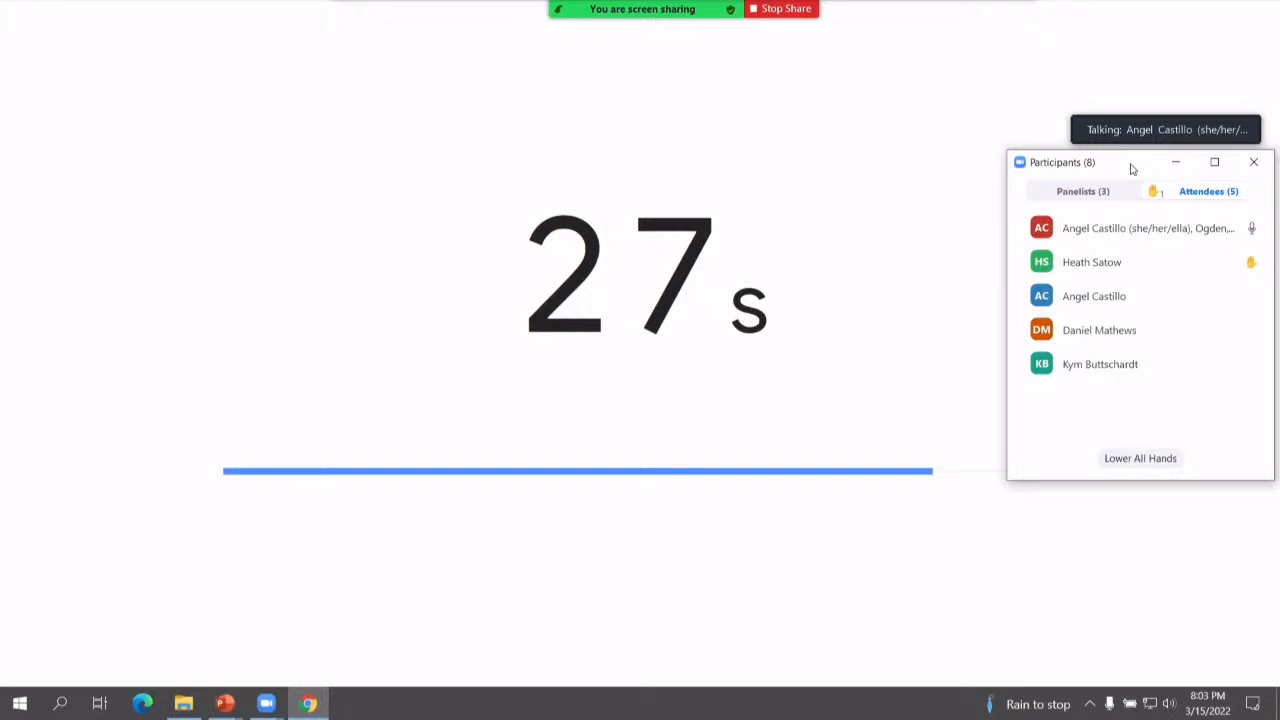 You are screen sharing
Stop Share
27s
Talking: Angel Castillo (she/her/...
Participants (8)
Panelists (3)
1
Attendees (5)
AC
Angel Castillo (she/her/ella), Ogden,...
HS
Heath Satow
AC
Angel Castillo
DM
Daniel Mathews
KB
Kym Buttschardt
Lower All Hands
Rain to stop
8:03 PM
3/15/2022